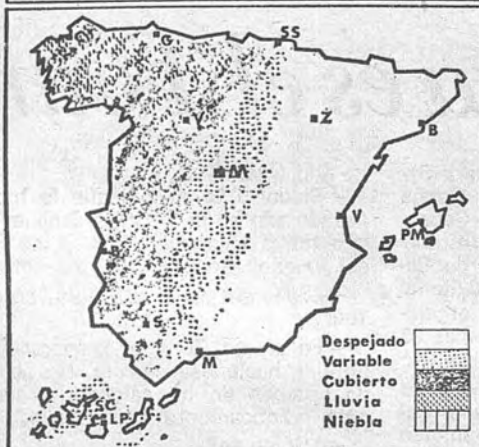 G
SS
V
Z
M
B
V
PM
S
M
SC
LP
Despejado
Variable
Cubierto
Lluvia
Niebla